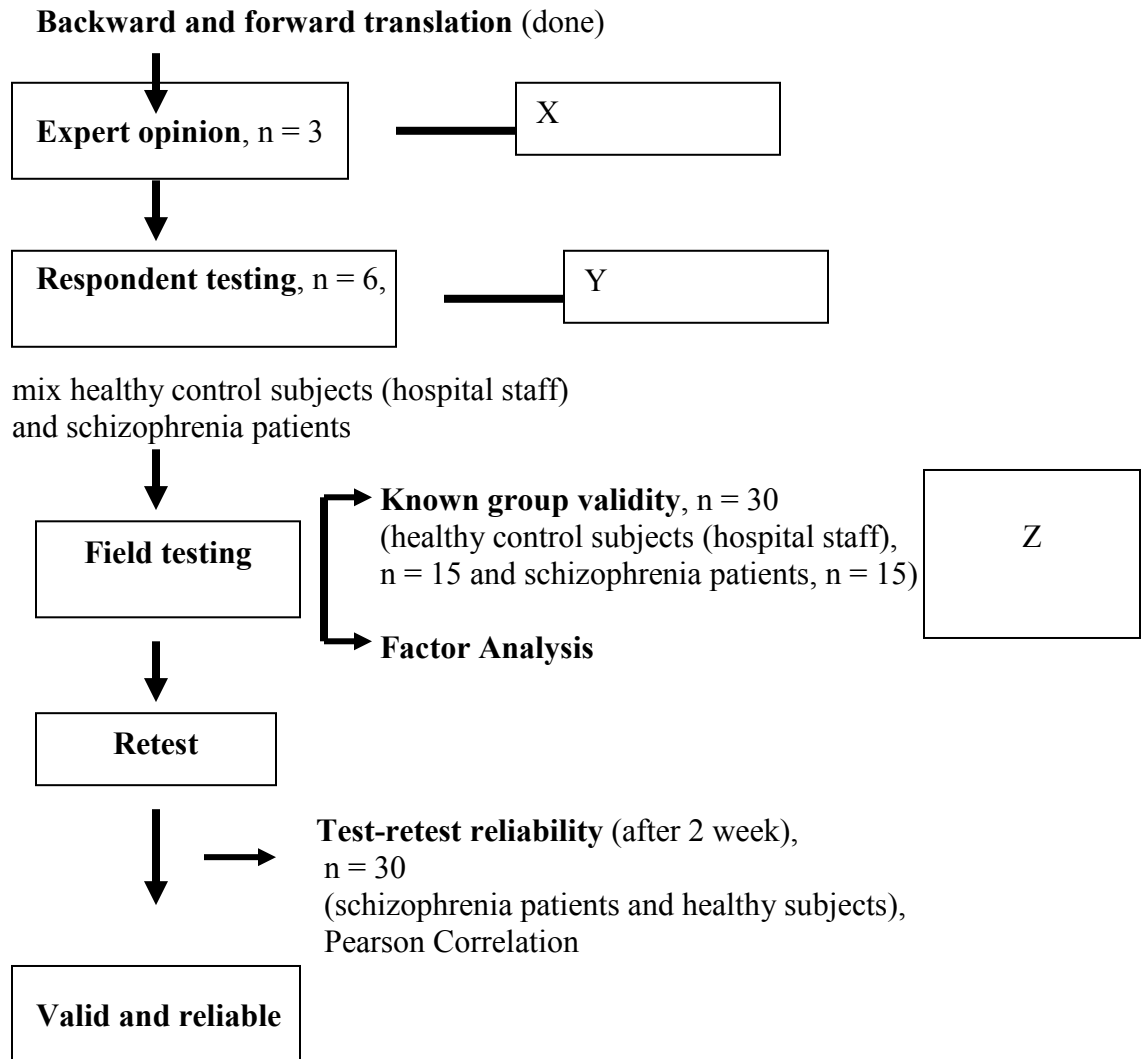 Backward and forward translation (done)
Expert opinion, n = 3
X
Respondent testing, n = 6,
Y
mix healthy control subjects (hospital staff)
and schizophrenia patients
Field testing
Known group validity, n = 30
(healthy control subjects (hospital staff),
n = 15 and schizophrenia patients, n = 15)
Z
Factor Analysis
Retest
Test-retest reliability (after 2 week),
n = 30
(schizophrenia patients and healthy subjects),
Pearson Correlation
Valid and reliable